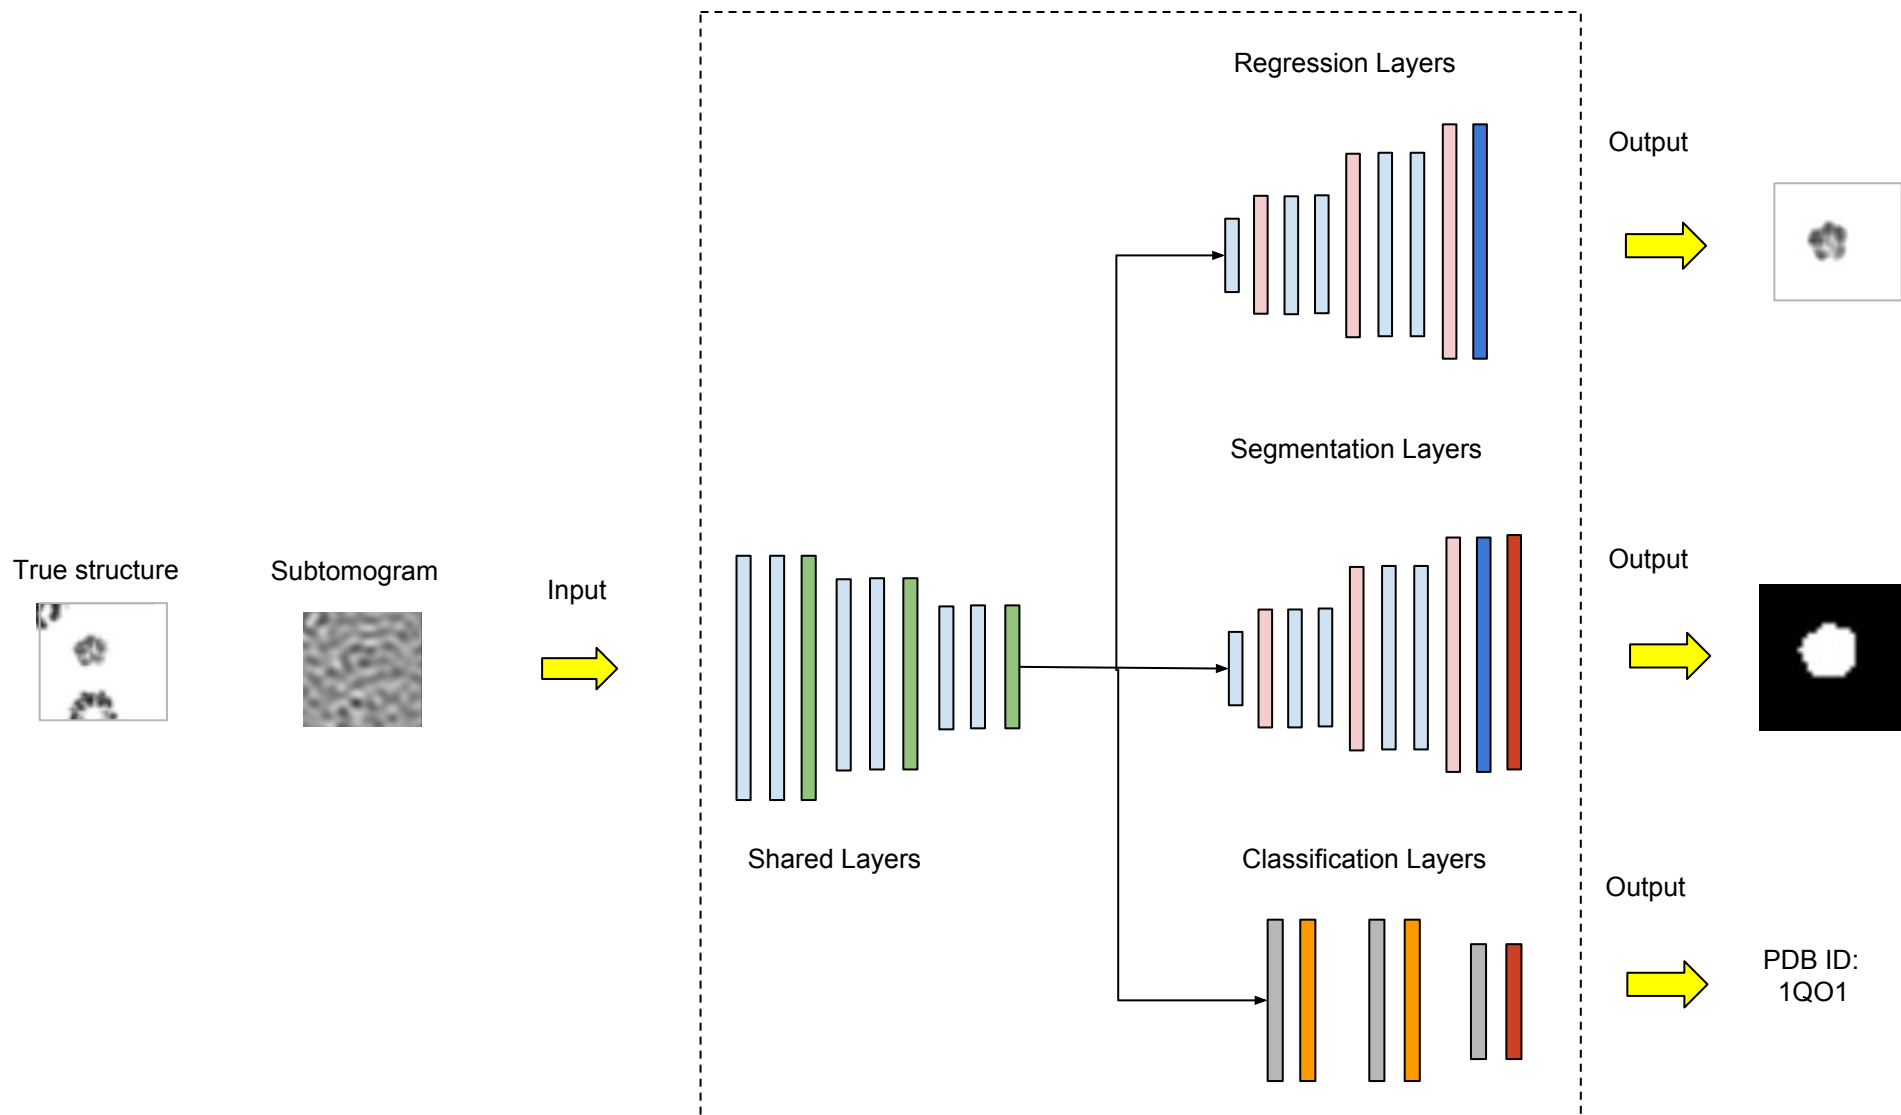 Regression Layers
Output
Segmentation Layers
True structure
Subtomogram
Input
Output
Shared Layers
Classification Layers
Output
PDB ID:
1QO1